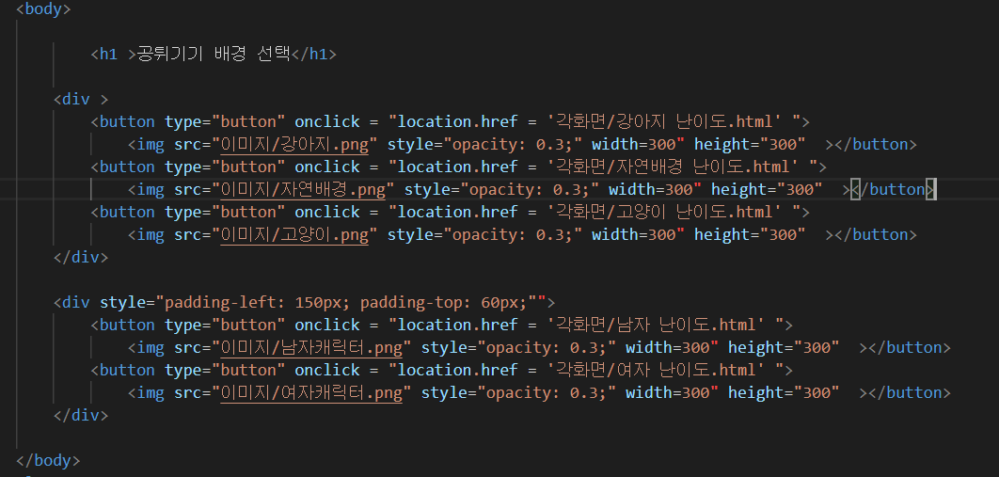 <body>
<h1 >공튀기기 배경 선택</h1>
<div >
<button type="button" onclick = "location.href = '각화면/강아지 난이도.html' ">
<img src="이미지/강아지.png" style="opacity: 0.3;" width=300" height="300"  ></button>
<button type="button" onclick = "location.href = '각화면/자연배경 난이도.html' ">
<img src="이미지/자연배경.png" style="opacity: 0.3;" width=300" height="300"  ></button>
<button type="button" onclick = "location.href = '각화면/고양이 난이도.html' ">
<img src="이미지/고양이.png" style="opacity: 0.3;" width=300" height="300"  ></button>
</div>
<div style="padding-left: 150px; padding-top: 60px;"">
<button type="button" onclick = "location.href = '각화면/남자 난이도.html' ">
<img src="이미지/남자캐릭터.png" style="opacity: 0.3;" width=300" height="300"  ></button>
<button type="button" onclick = "location.href = '각화면/여자 난이도.html' ">
<img src="이미지/여자캐릭터.png" style="opacity: 0.3;" width=300" height="300"  ></button>
</div>
</body>